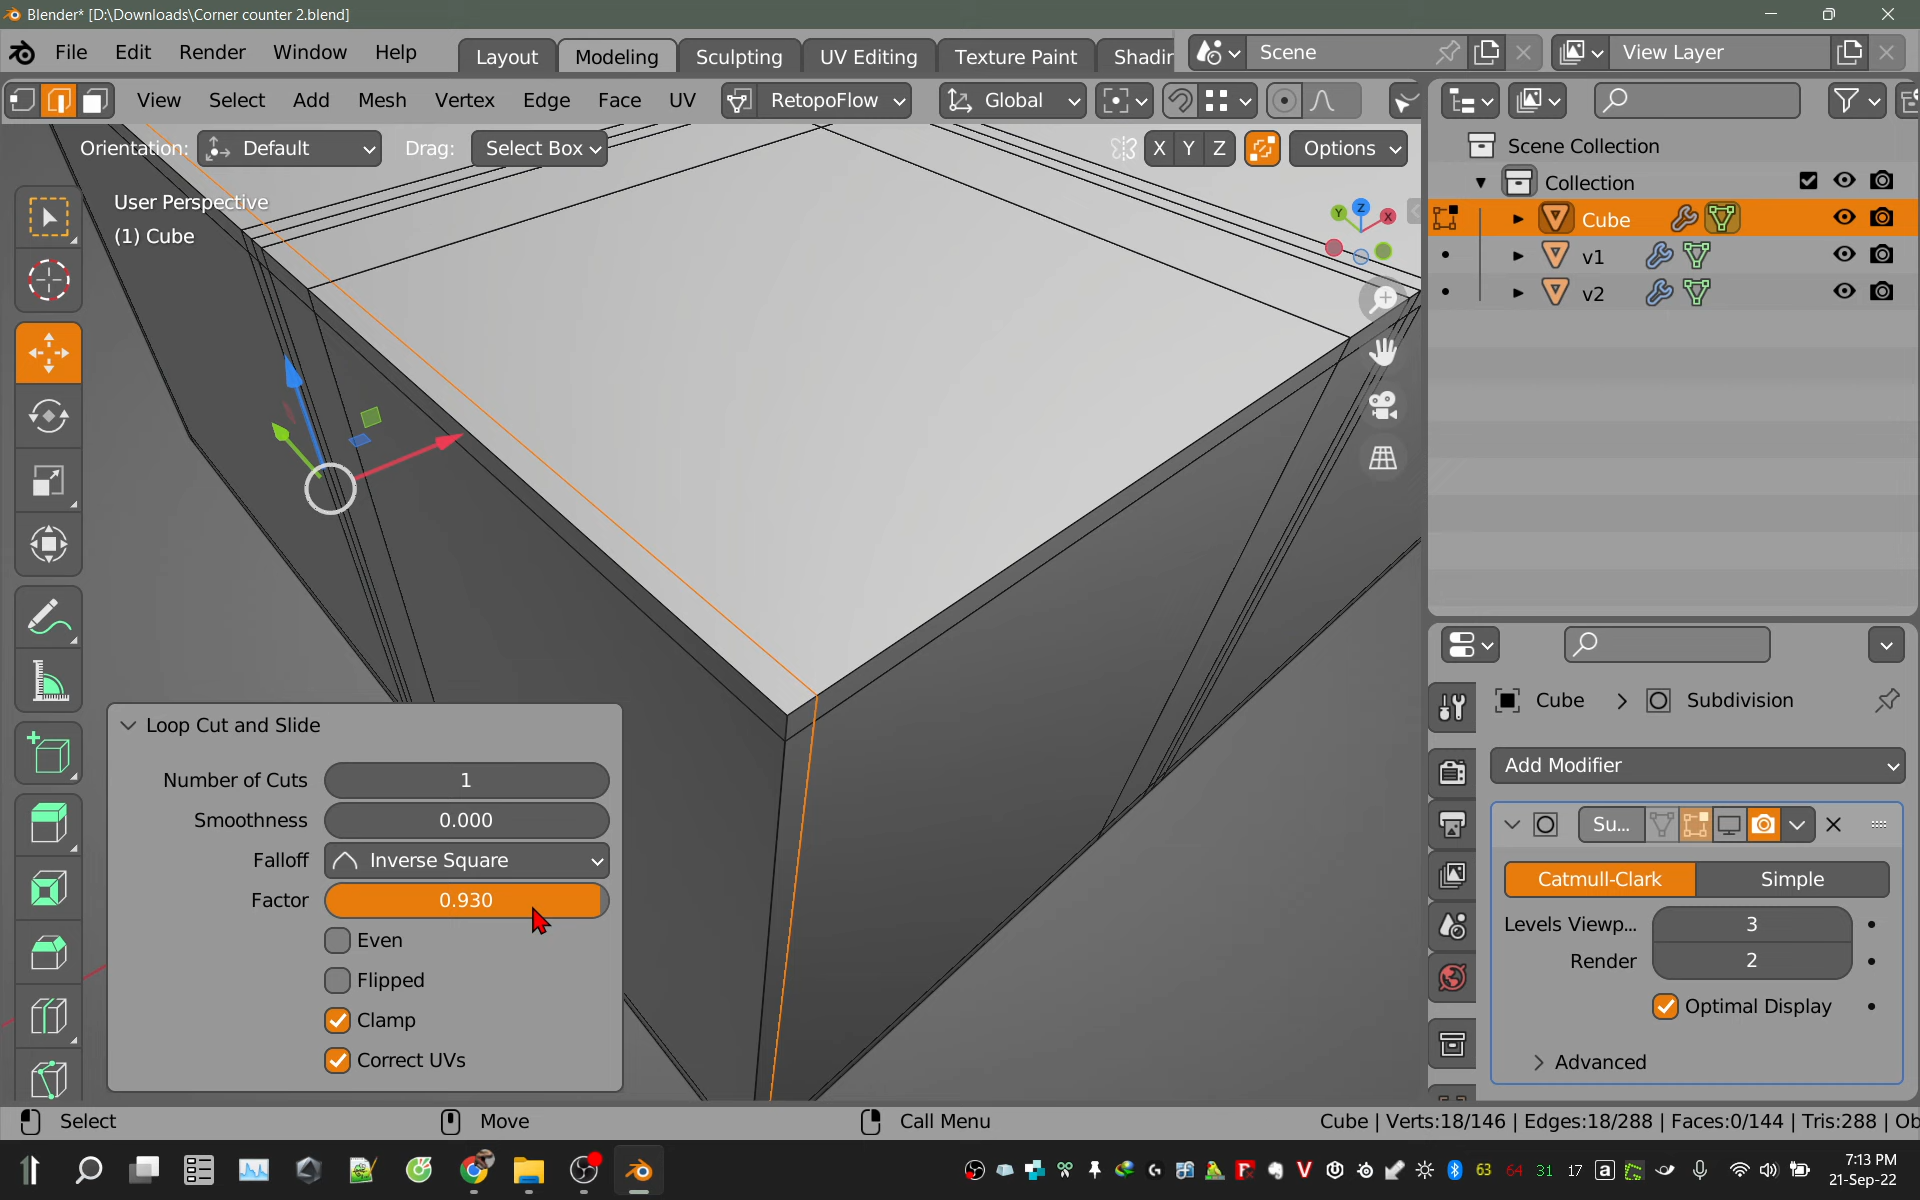 Blender* [D:\Downloads\Corner counter 2.blend]
File Edit Render Window Help Layout Modeling Sculpting UV Editing Texture Paint Shadin Scene View Layer
View Select Add Mesh Vertex Edge Face UV RetopoFlow Global
Orientation: Default Drag: Select Box X Y Z Options
User Perspective
(1) Cube
Z
Y
X
Scene Collection
Collection
Cube
v1
v2
Cube > Subdivision
Add Modifier
Su...
Catmull-Clark Simple
Levels Viewp... 3
Render 2
Optimal Display
Advanced
Loop Cut and Slide
Number of Cuts 1
Smoothness 0.000
Falloff Inverse Square
Factor 0.930
Even
Flipped
Clamp
Correct UVs
Select Move Call Menu Cube | Verts:18/146 | Edges:18/288 | Faces:0/144 | Tris:288 | Ob
63 64 31 17 a
7:13 PM
21-Sep-22